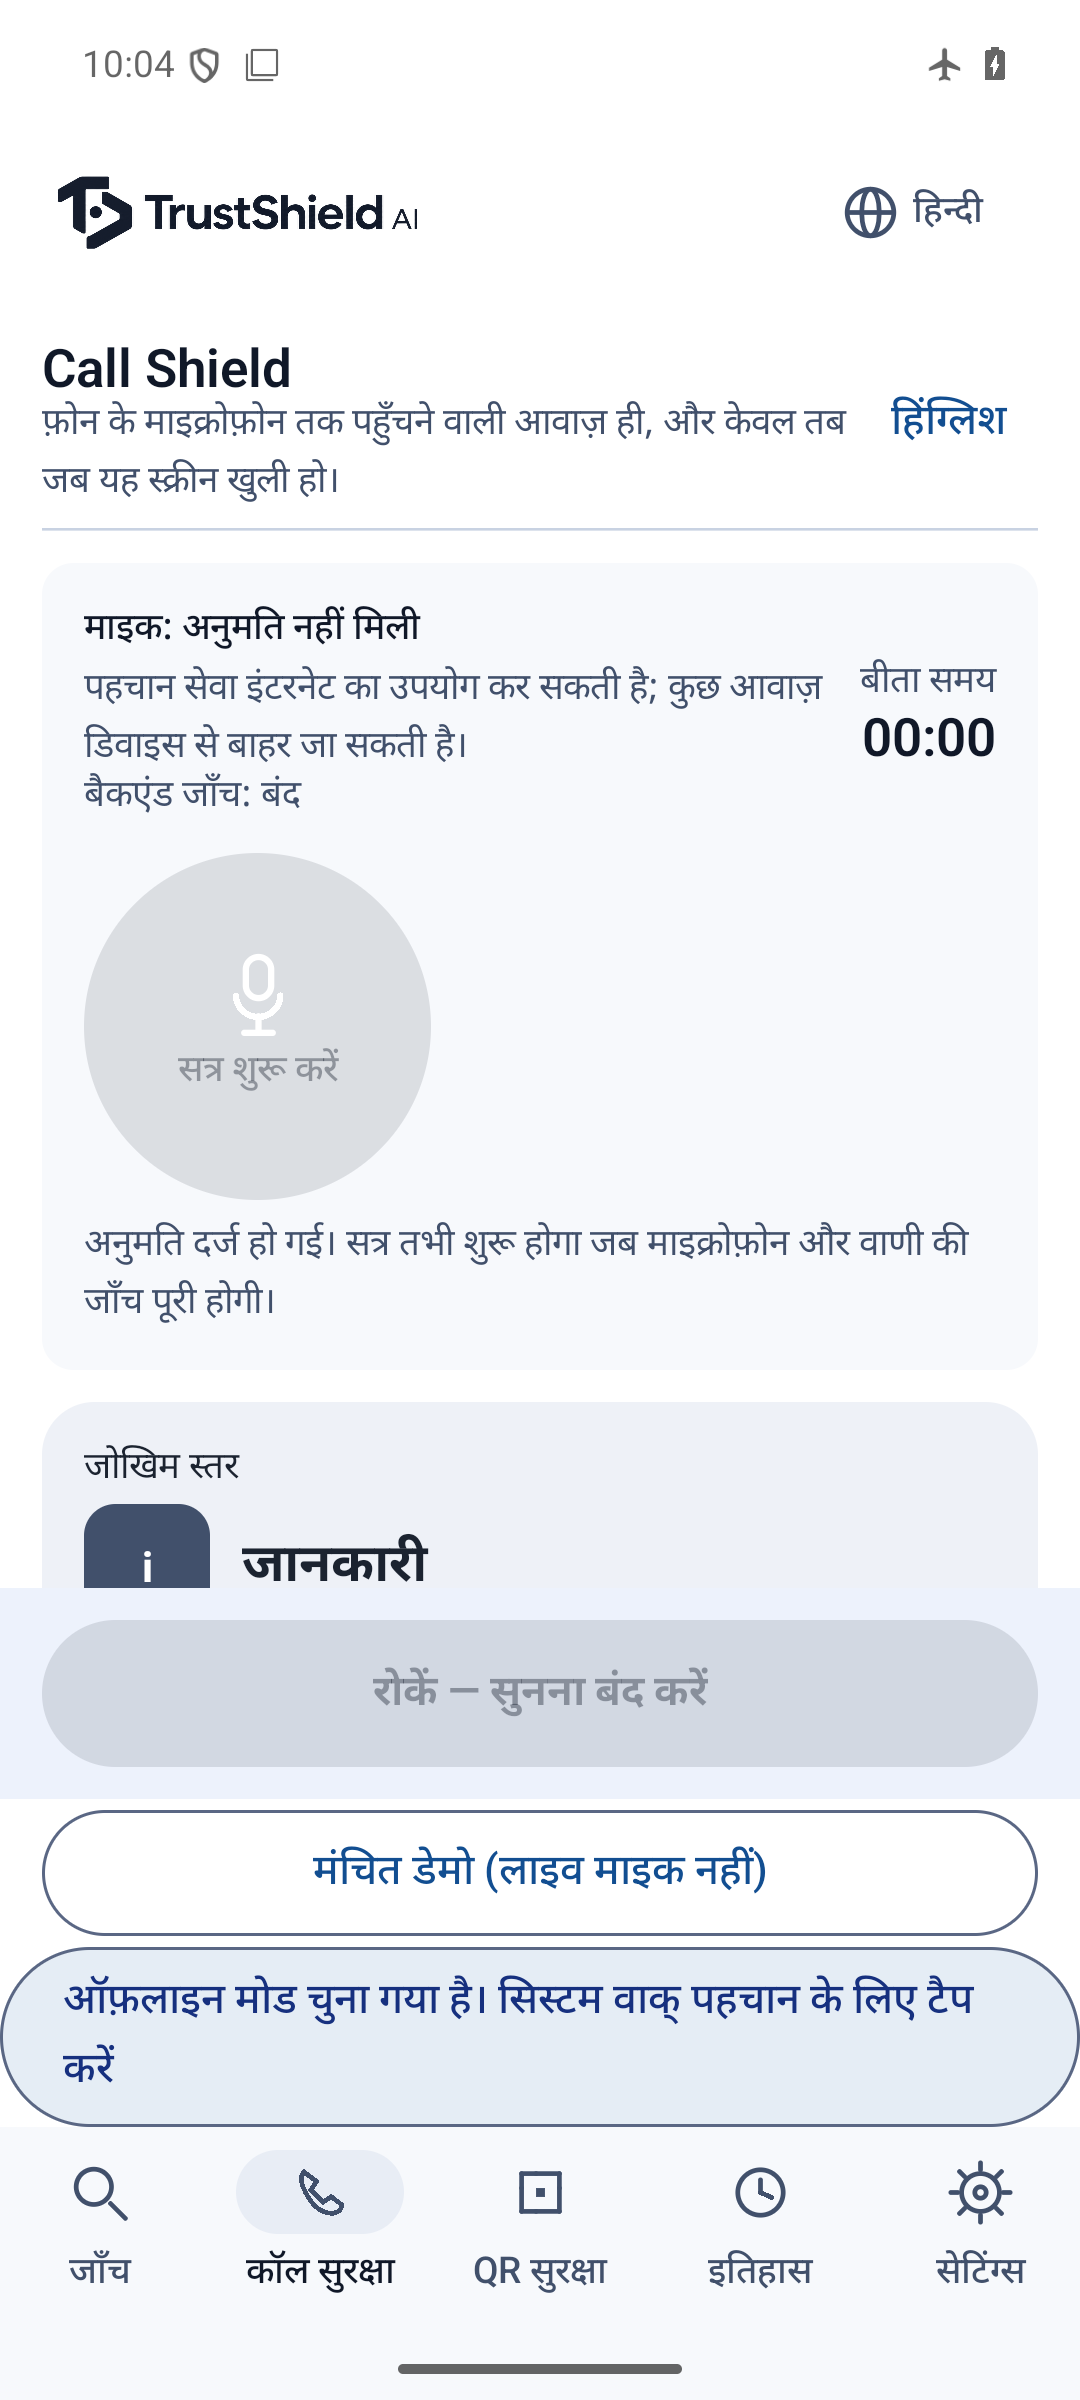 10:04
TrustShield AI
हिन्दी
Call Shield
फ़ोन के माइक्रोफ़ोन तक पहुँचने वाली आवाज़ ही, और केवल तब
जब यह स्क्रीन खुली हो।
हिंग्लिश
माइक: अनुमति नहीं मिली
पहचान सेवा इंटरनेट का उपयोग कर सकती है; कुछ आवाज़
डिवाइस से बाहर जा सकती है।
बैकएंड जाँच: बंद
बीता समय
00:00
सत्र शुरू करें
अनुमति दर्ज हो गई। सत्र तभी शुरू होगा जब माइक्रोफ़ोन और वाणी की
जाँच पूरी होगी।
जोखिम स्तर
i
जानकारी
रोकें – सुनना बंद करें
मंचित डेमो (लाइव माइक नहीं)
ऑफ़लाइन मोड चुना गया है। सिस्टम वाक् पहचान के लिए टैप
करें
जाँच
कॉल सुरक्षा
QR सुरक्षा
इतिहास
सेटिंग्स